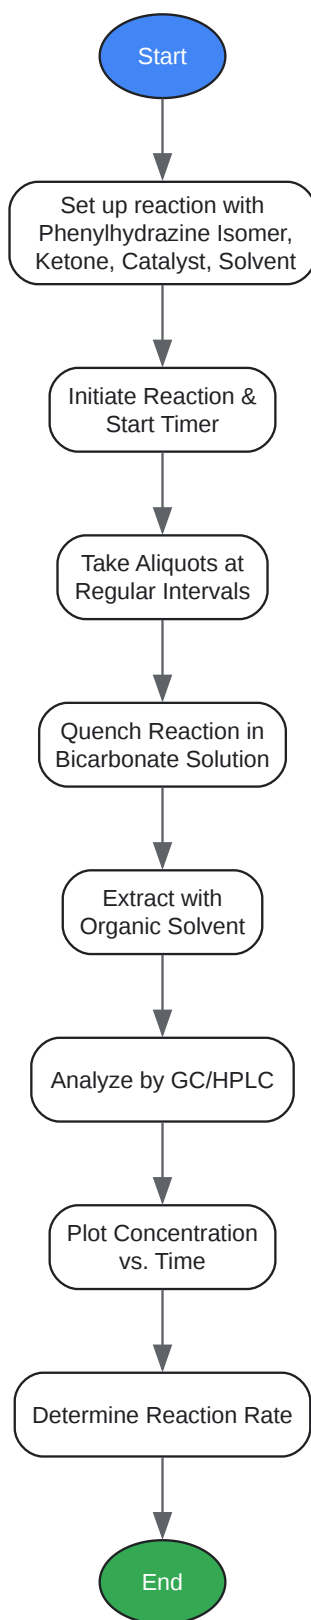 Start
Set up reaction with
Phenylhydrazine Isomer,
Ketone, Catalyst, Solvent
Initiate Reaction &
Start Timer
Take Aliquots at
Regular Intervals
Quench Reaction in
Bicarbonate Solution
Extract with
Organic Solvent
Analyze by GC/HPLC
Plot Concentration
vs. Time
Determine Reaction Rate
End